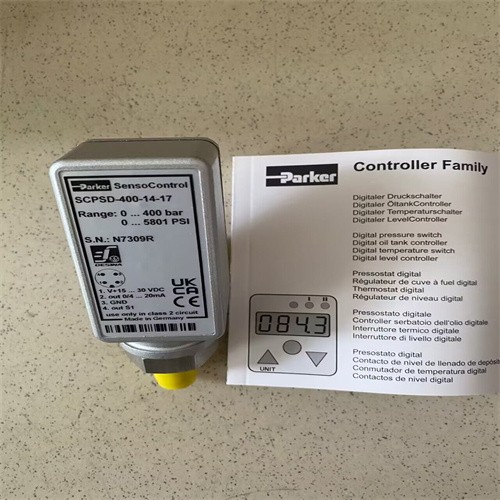 Parker SensoControl
SCPSD-400-14-17
Range: 0 ... 400 bar
0 ... 5801 PSI
S.N.: N7309R
DESINA
1. V+15 ... 30 VDC
2. out 0/4 ... 20mA
3. GND
4. out S1
UK
CA
CE
use only in class 2 circuit
Made in Germany
Parker
Controller Family
Digitaler Druckschalter
Digitaler ÖltankController
Digitaler Temperaturschalter
Digitaler LevelController
Digital pressure switch
Digital oil tank controller
Digital temperature switch
Digital level controller
Pressostat digital
Régulateur de cuve à fuel digital
Thermostat digital
Régulateur de niveau digital
Pressostato digitale
Controller serbatoio dell'olio digitale
Interruttore termico digitale
Interruttori di livello digitale
Presostato digital
Contacto de nivel de llenado de depósito
Conmutador de temperatura digital
Contactos de nivel digital
I II
084.3
UNIT